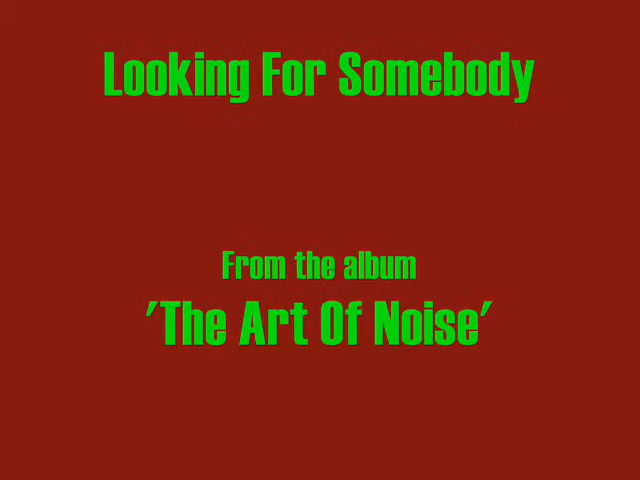 Looking For Somebody
From the album
'The Art Of Noise'